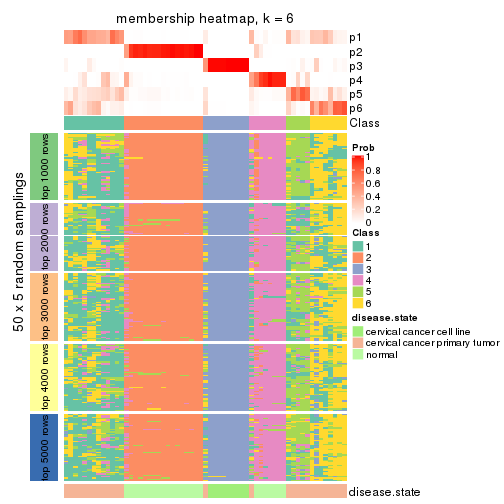 membership heatmap, k = 6
p1
p2
p3
p4
p5
p6
Class
50 x 5 random samplings
top 1000 rows
top 2000 rows
top 3000 rows
top 4000 rows
top 5000 rows
Prob
1
0.8
0.6
0.4
0.2
0
Class
1
2
3
4
5
6
disease.state
cervical cancer cell line
cervical cancer primary tumor
normal
disease.state